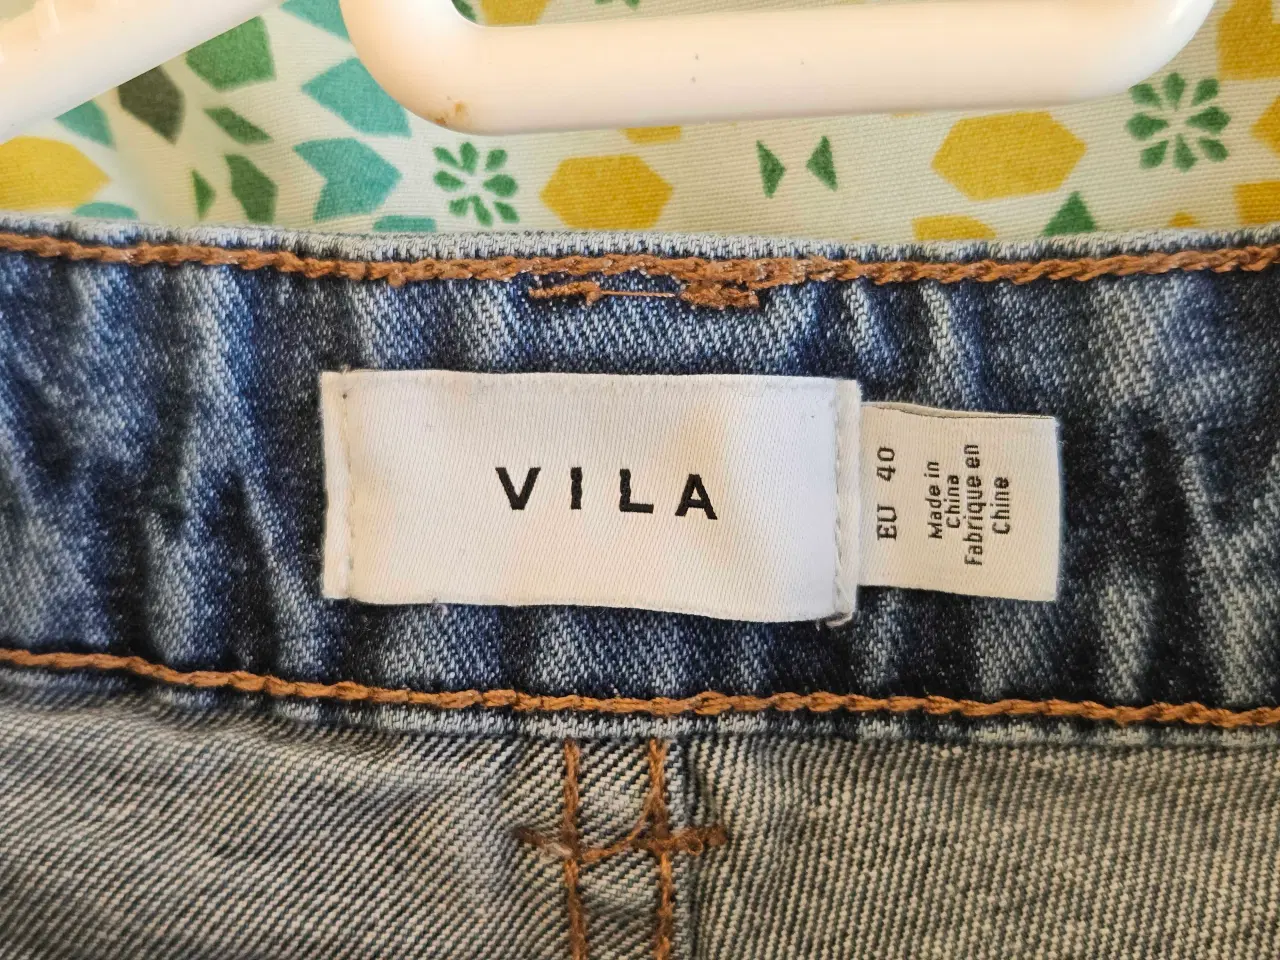 VILA
EU 40
Made in
China
Fabrique en
Chine